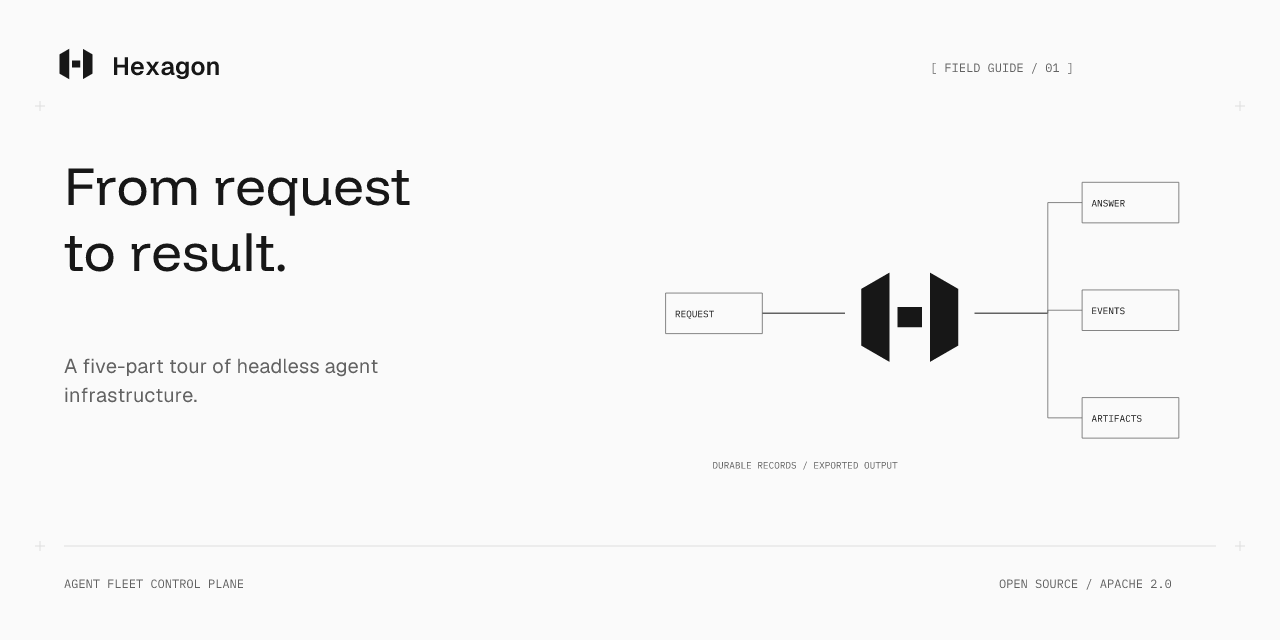 Hexagon
[ FIELD GUIDE / 01 ]
From request
to result.
A five-part tour of headless agent
infrastructure.
REQUEST
ANSWER
EVENTS
ARTIFACTS
DURABLE RECORDS / EXPORTED OUTPUT
AGENT FLEET CONTROL PLANE
OPEN SOURCE / APACHE 2.0